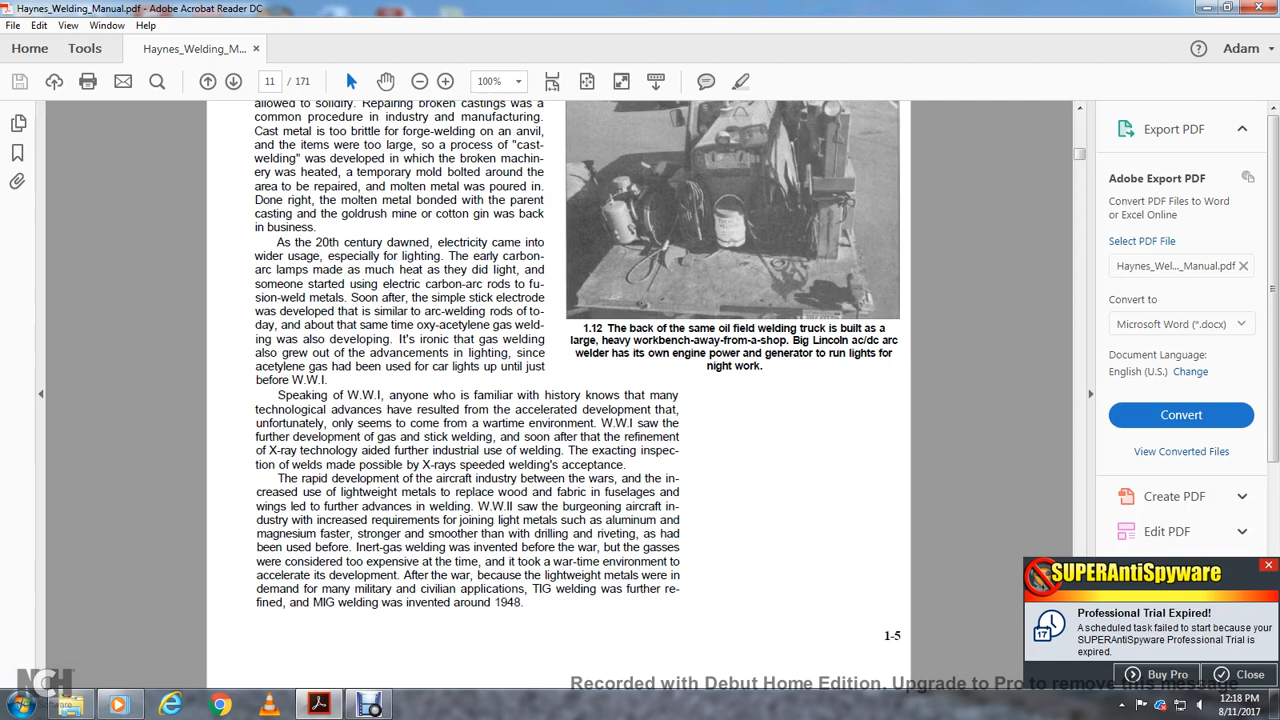 Haynes_Welding_Manual.pdf - Adobe Acrobat Reader DC
File Edit View Window Help
Home Tools Haynes_Welding_M... × Adam
11 / 171 100%
allowed to solidify. Repairing broken castings was a
common procedure in industry and manufacturing.
Cast metal is too brittle for forge-welding on an anvil,
and the items were too large, so a process of "cast-
welding" was developed in which the broken machin-
ery was heated, a temporary mold bolted around the
area to be repaired, and molten metal was poured in.
Done right, the molten metal bonded with the parent
casting and the goldrush mine or cotton gin was back
in business.
As the 20th century dawned, electricity came into
wider usage, especially for lighting. The early carbon-
arc lamps made as much heat as they did light, and
someone started using electric carbon-arc rods to fu-
sion-weld metals. Soon after, the simple stick electrode
was developed that is similar to arc-welding rods of to-
day, and about that same time oxy-acetylene gas weld-
ing was also developing. It's ironic that gas welding
also grew out of the advancements in lighting, since
acetylene gas had been used for car lights up until just
before W.W.I.
1.12 The back of the same oil field welding truck is built as a
large, heavy workbench-away-from-a-shop. Big Lincoln ac/dc arc
welder has its own engine power and generator to run lights for
night work.
Speaking of W.W.I, anyone who is familiar with history knows that many
technological advances have resulted from the accelerated development that,
unfortunately, only seems to come from a wartime environment. W.W.I saw the
further development of gas and stick welding, and soon after that the refinement
of X-ray technology aided further industrial use of welding. The exacting inspec-
tion of welds made possible by X-rays speeded welding's acceptance.
The rapid development of the aircraft industry between the wars, and the in-
creased use of lightweight metals to replace wood and fabric in fuselages and
wings led to further advances in welding. W.W.II saw the burgeoning aircraft in-
dustry with increased requirements for joining light metals such as aluminum and
magnesium faster, stronger and smoother than with drilling and riveting, as had
been used before. Inert-gas welding was invented before the war, but the gasses
were considered too expensive at the time, and it took a war-time environment to
accelerate its development. After the war, because the lightweight metals were in
demand for many military and civilian applications, TIG welding was further re-
fined, and MIG welding was invented around 1948.
1-5
Export PDF
Adobe Export PDF
Convert PDF Files to Word
or Excel Online
Select PDF File
Haynes_Wel..._Manual.pdf ×
Convert to
Microsoft Word (*.docx)
Document Language:
English (U.S.) Change
Convert
View Converted Files
Create PDF
Edit PDF
SUPERAntiSpyware
Professional Trial Expired!
A scheduled task failed to start because your
SUPERAntiSpyware Professional Trial is
expired.
17
Buy Pro Close
NCH
Software
Recorded with Debut Home Edition. Upgrade to Pro to remove this message
12:18 PM
8/11/2017